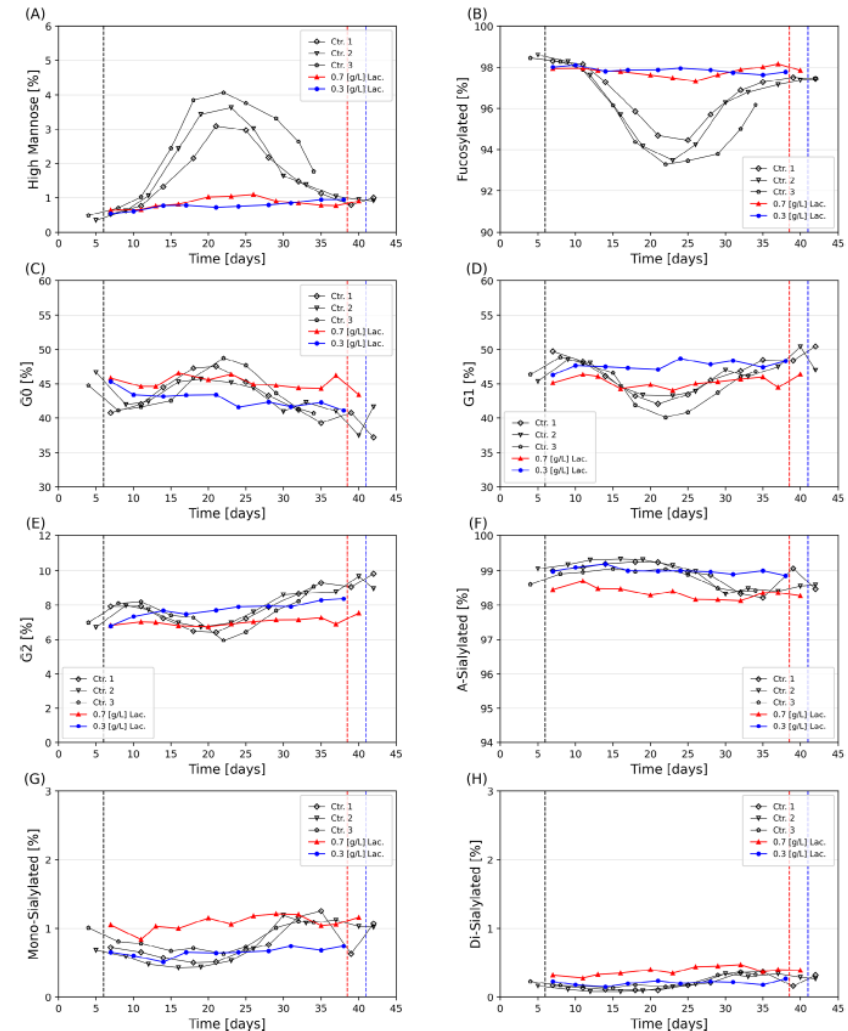 (A)
High Mannose [%]
6
5
4
3
2
1
0
Ctr. 1
Ctr. 2
Ctr. 3
0.7 [g/L] Lac.
0.3 [g/L] Lac.
0 5 10 15 20 25 30 35 40 45
Time [days]
(B)
Fucosylated [%]
100
98
96
94
92
90
Ctr. 1
Ctr. 2
Ctr. 3
0.7 [g/L] Lac.
0.3 [g/L] Lac.
0 5 10 15 20 25 30 35 40 45
Time [days]
(C)
G0 [%]
60
55
50
45
40
35
30
Ctr. 1
Ctr. 2
Ctr. 3
0.7 [g/L] Lac.
0.3 [g/L] Lac.
0 5 10 15 20 25 30 35 40 45
Time [days]
(D)
G1 [%]
60
55
50
45
40
35
30
Ctr. 1
Ctr. 2
Ctr. 3
0.7 [g/L] Lac.
0.3 [g/L] Lac.
0 5 10 15 20 25 30 35 40 45
Time [days]
(E)
G2 [%]
12
10
8
6
4
2
0
Ctr. 1
Ctr. 2
Ctr. 3
0.7 [g/L] Lac.
0.3 [g/L] Lac.
0 5 10 15 20 25 30 35 40 45
Time [days]
(F)
A-Sialylated [%]
100
99
98
97
96
95
94
Ctr. 1
Ctr. 2
Ctr. 3
0.7 [g/L] Lac.
0.3 [g/L] Lac.
0 5 10 15 20 25 30 35 40 45
Time [days]
(G)
Mono-Sialylated [%]
3
2
1
0
Ctr. 1
Ctr. 2
Ctr. 3
0.7 [g/L] Lac.
0.3 [g/L] Lac.
0 5 10 15 20 25 30 35 40 45
Time [days]
(H)
Di-Sialylated [%]
3
2
1
0
Ctr. 1
Ctr. 2
Ctr. 3
0.7 [g/L] Lac.
0.3 [g/L] Lac.
0 5 10 15 20 25 30 35 40 45
Time [days]